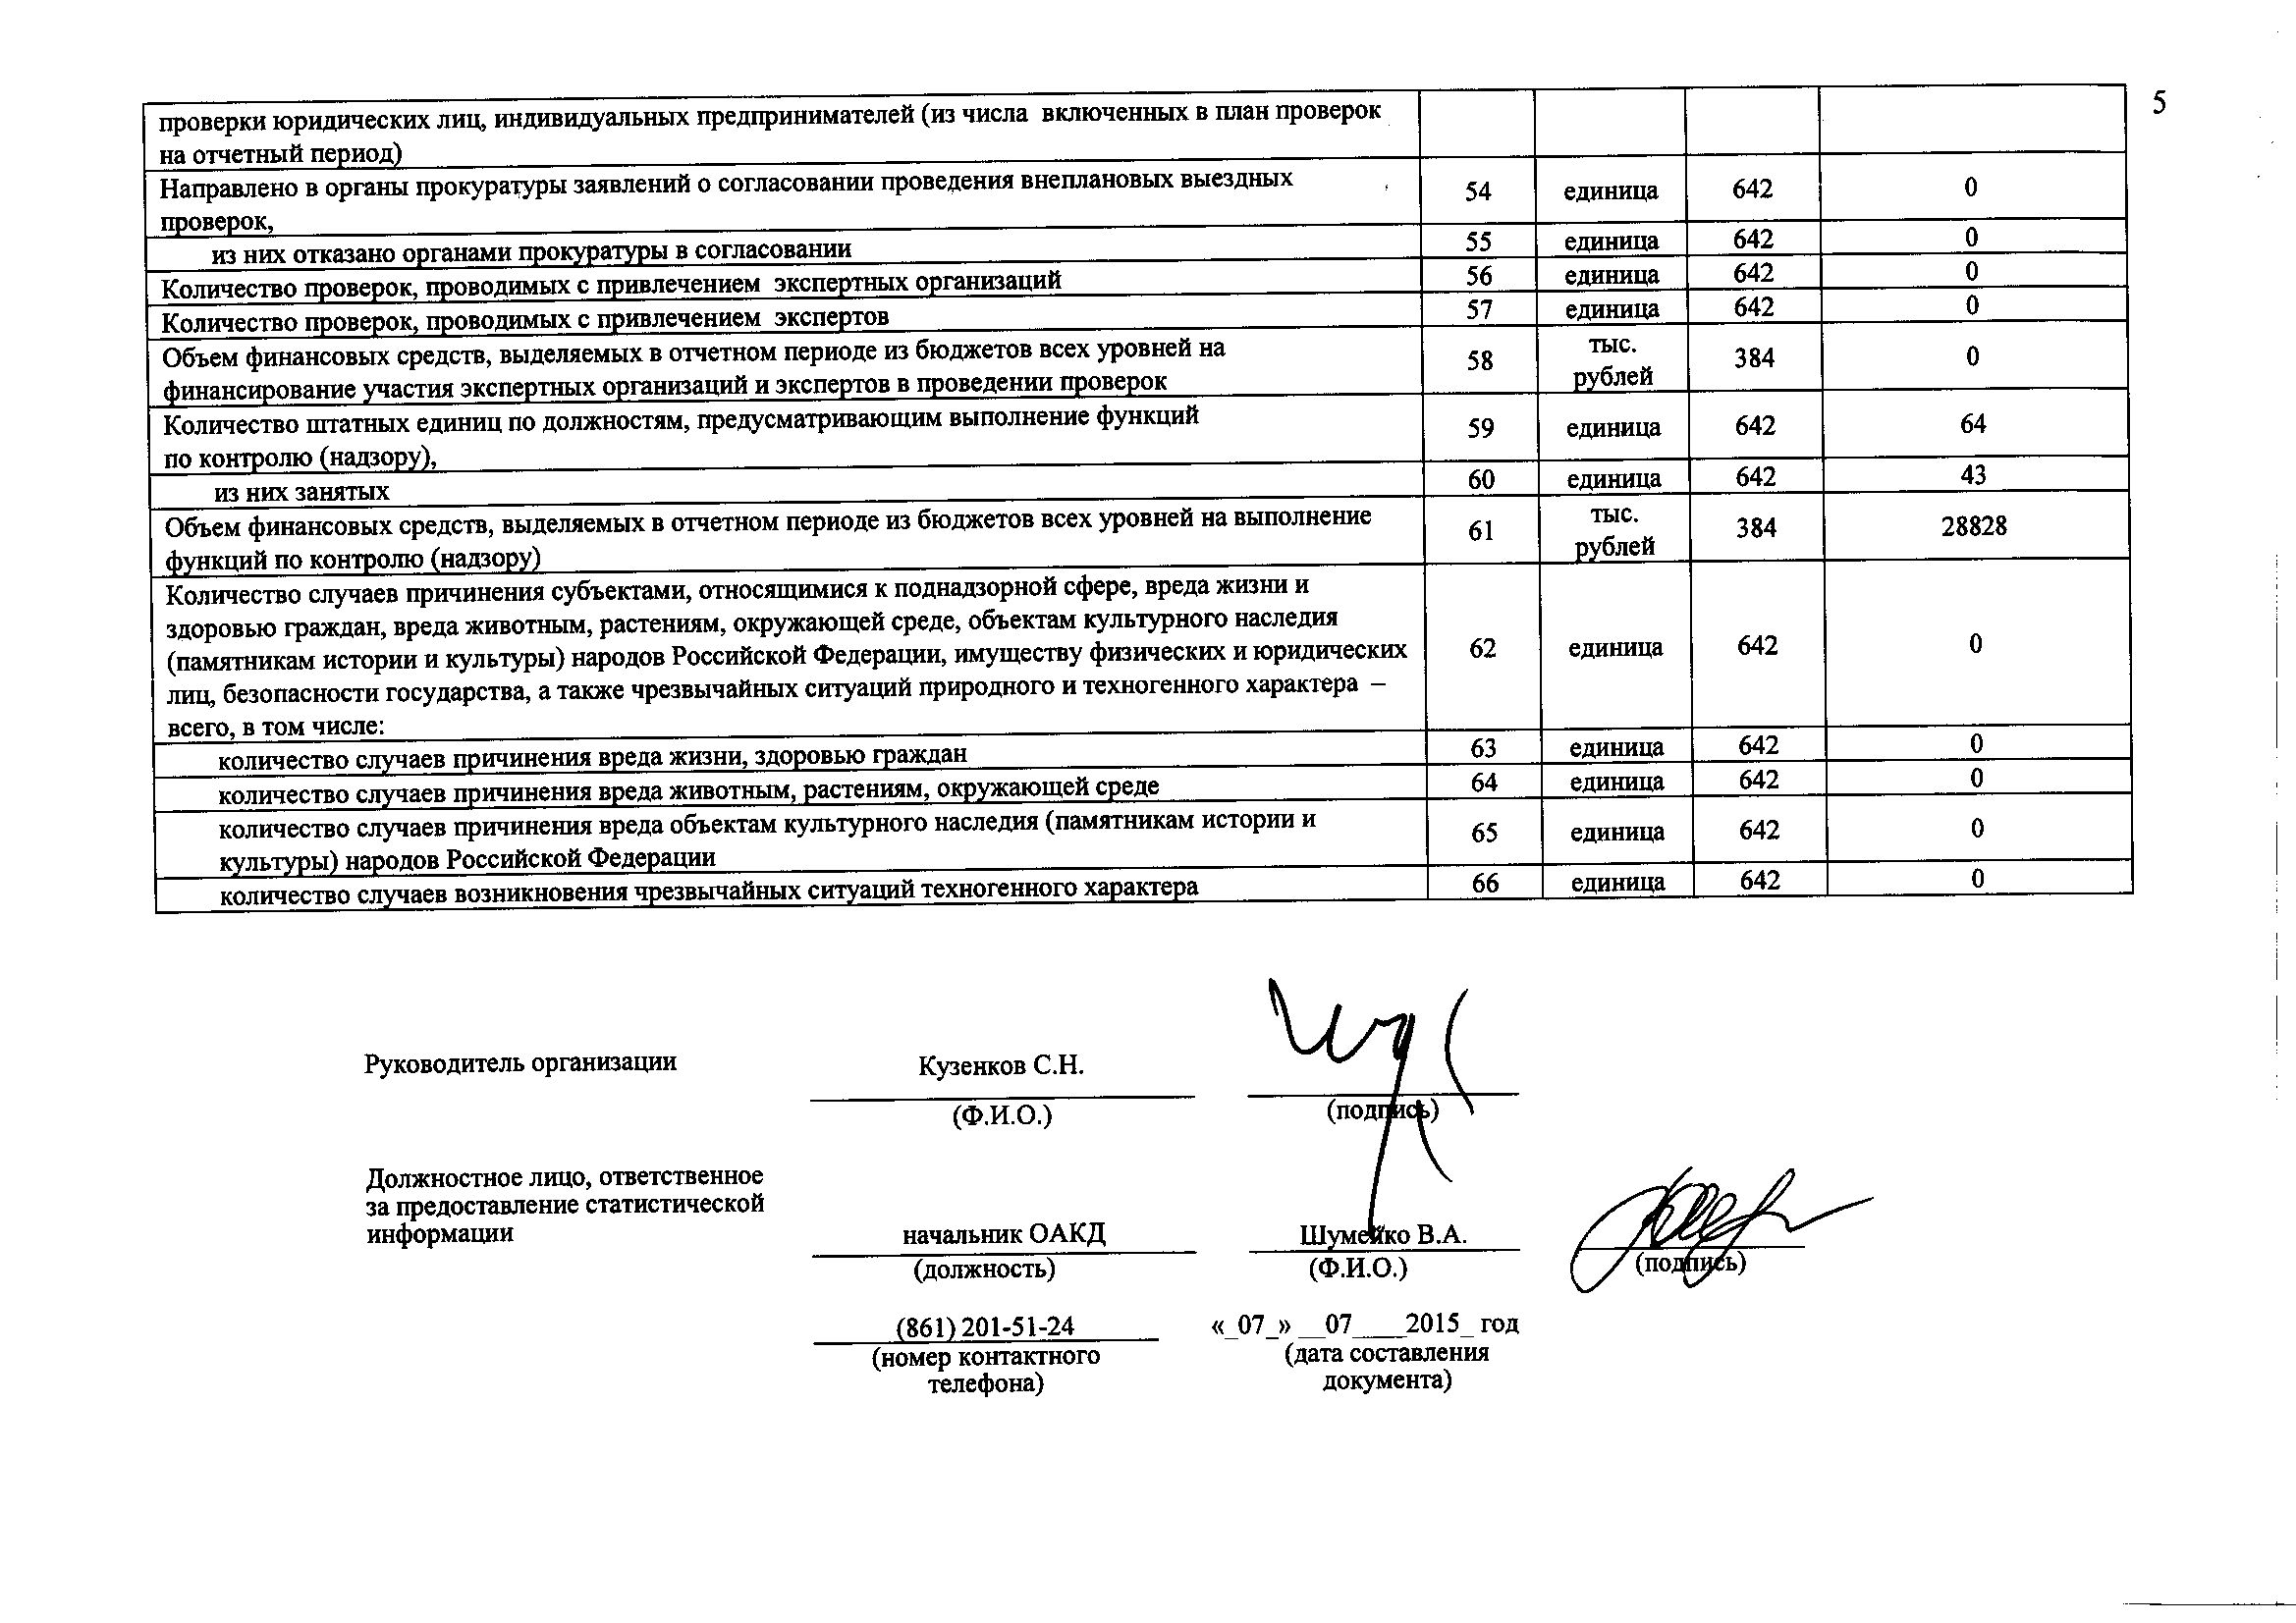 5
проверки юридических лиц, индивидуальных предпринимателей (из числа включенных в план проверок
на отчетный период)
Направлено в органы прокуратуры заявлений о согласовании проведения внеплановых выездных
проверок, 54 единица 642 0
из них отказано органами прокуратуры в согласовании 55 единица 642 0
Количество проверок, проводимых с привлечением экспертных организаций 56 единица 642 0
Количество проверок, проводимых с привлечением экспертов 57 единица 642 0
Объем финансовых средств, выделяемых в отчетном периоде из бюджетов всех уровней на
финансирование участия экспертных организаций и экспертов в проведении проверок 58 тыс. рублей 384 0
Количество штатных единиц по должностям, предусматривающим выполнение функций
по контролю (надзору), 59 единица 642 64
из них занятых 60 единица 642 43
Объем финансовых средств, выделяемых в отчетном периоде из бюджетов всех уровней на выполнение
функций по контролю (надзору) 61 тыс. рублей 384 28828
Количество случаев причинения субъектами, относящимися к поднадзорной сфере, вреда жизни и
здоровью граждан, вреда животным, растениям, окружающей среде, объектам культурного наследия
(памятникам истории и культуры) народов Российской Федерации, имуществу физических и юридических
лиц, безопасности государства, а также чрезвычайных ситуаций природного и техногенного характера –
всего, в том числе: 62 единица 642 0
количество случаев причинения вреда жизни, здоровью граждан 63 единица 642 0
количество случаев причинения вреда животным, растениям, окружающей среде 64 единица 642 0
количество случаев причинения вреда объектам культурного наследия (памятникам истории и
культуры) народов Российской Федерации 65 единица 642 0
количество случаев возникновения чрезвычайных ситуаций техногенного характера 66 единица 642 0
Руководитель организации Кузенков С.Н.
(Ф.И.О.) (подпись)
Должностное лицо, ответственное
за предоставление статистической
информации начальник ОАКД Шумейко В.А.
(должность) (Ф.И.О.) (подпись)
(861) 201-51-24 «_07_» __07____2015_ год
(номер контактного (дата составления
телефона) документа)